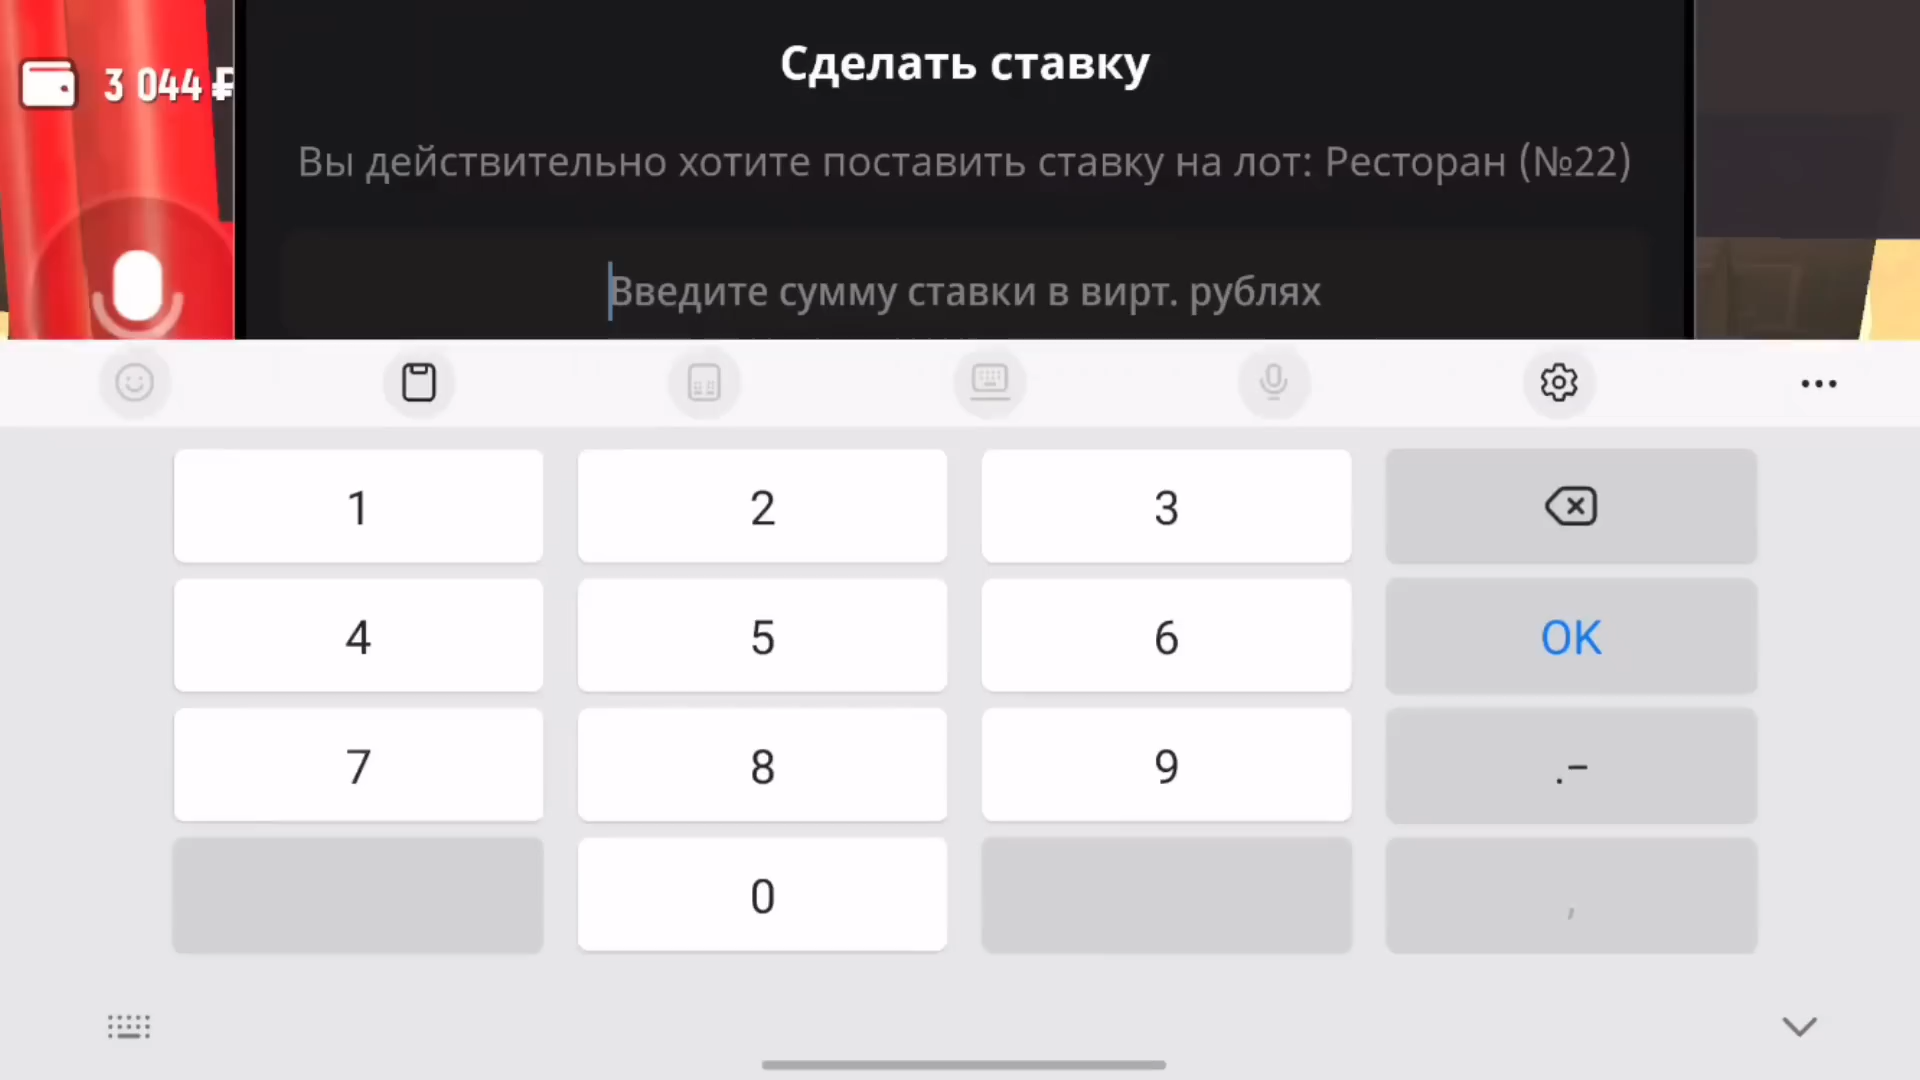 Сделать ставку
3 044 ₽
Вы действительно хотите поставить ставку на лот: Ресторан (№22)
Введите сумму ставки в вирт. рублях
1 2 3
4 5 6 OK
7 8 9 .-
0 ,